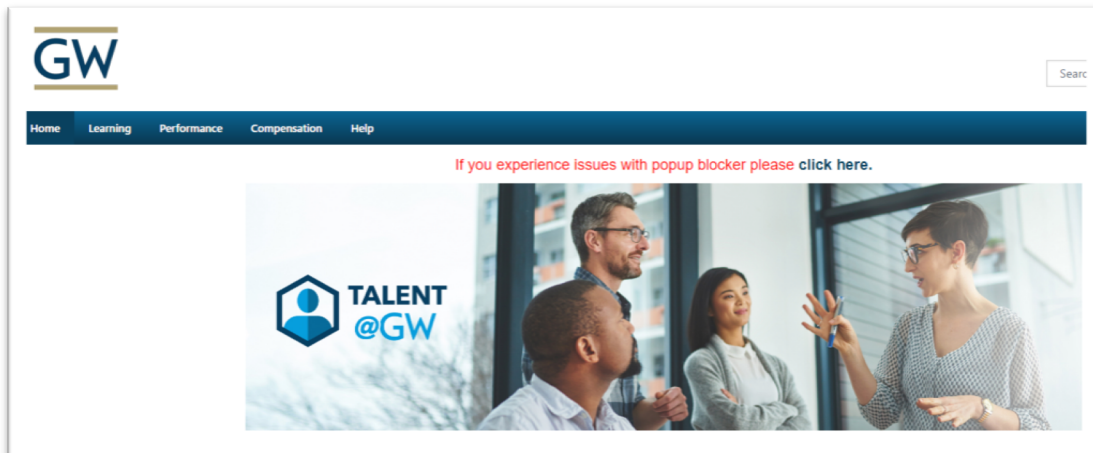 GW
Searc
Home Learning Performance Compensation Help
If you experience issues with popup blocker please click here.
TALENT
@GW